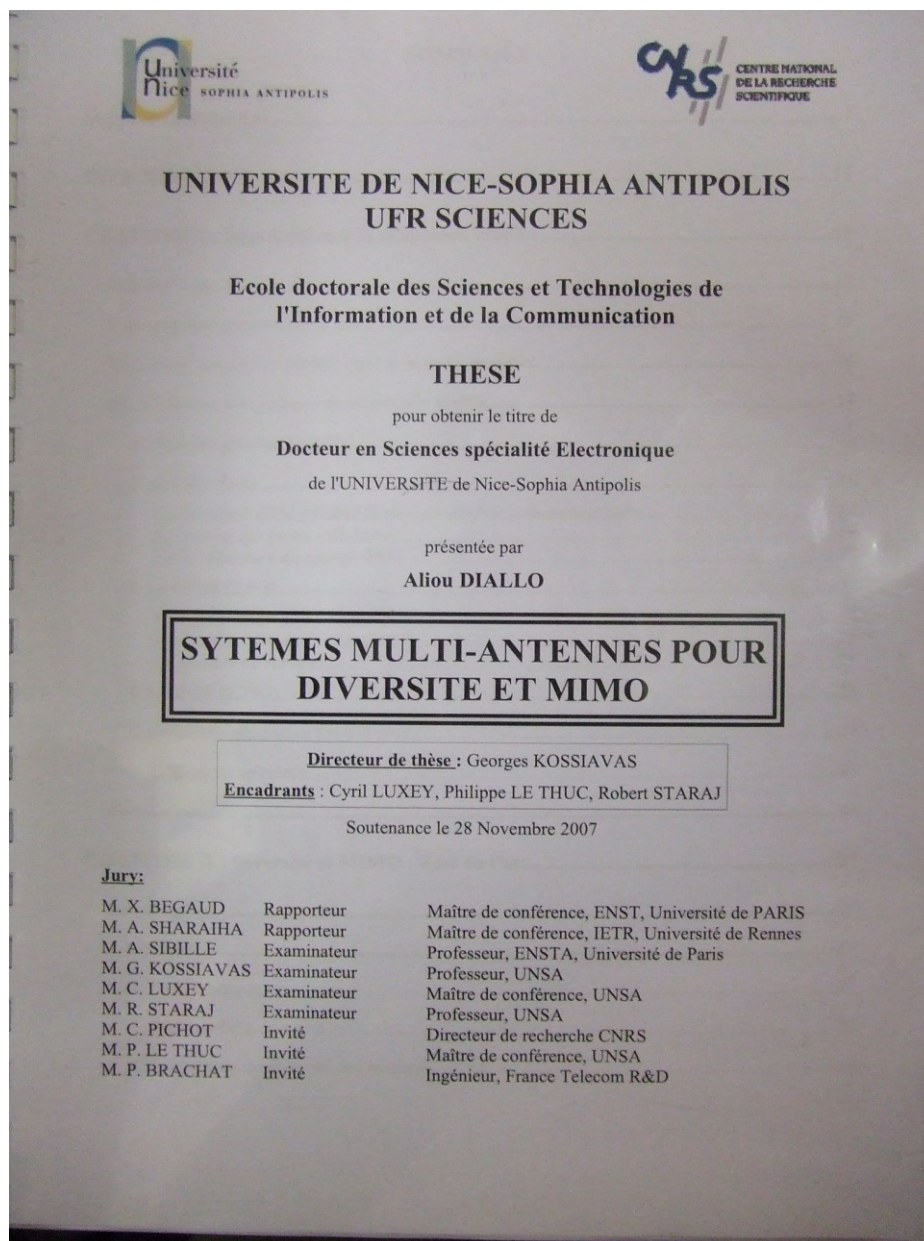 Université
Nice SOPHIA ANTIPOLIS
CNRS
CENTRE NATIONAL
DE LA RECHERCHE
SCIENTIFIQUE
UNIVERSITE DE NICE-SOPHIA ANTIPOLIS
UFR SCIENCES
Ecole doctorale des Sciences et Technologies de
l'Information et de la Communication
THESE
pour obtenir le titre de
Docteur en Sciences spécialité Electronique
de l'UNIVERSITE de Nice-Sophia Antipolis
présentée par
Aliou DIALLO
SYTEMES MULTI-ANTENNES POUR
DIVERSITE ET MIMO
Directeur de thèse : Georges KOSSIAVAS
Encadrants : Cyril LUXEY, Philippe LE THUC, Robert STARAJ
Soutenance le 28 Novembre 2007
Jury:
M. X. BEGAUD Rapporteur Maître de conférence, ENST, Université de PARIS
M. A. SHARAIHA Rapporteur Maître de conférence, IETR, Université de Rennes
M. A. SIBILLE Examinateur Professeur, ENSTA, Université de Paris
M. G. KOSSIAVAS Examinateur Professeur, UNSA
M. C. LUXEY Examinateur Maître de conférence, UNSA
M. R. STARAJ Examinateur Professeur, UNSA
M. C. PICHOT Invité Directeur de recherche CNRS
M. P. LE THUC Invité Maître de conférence, UNSA
M. P. BRACHAT Invité Ingénieur, France Telecom R&D